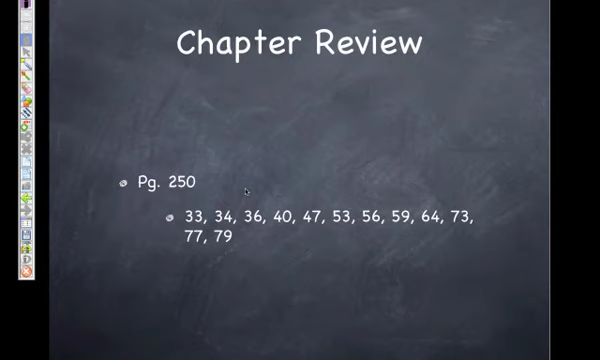 Chapter Review
Pg. 250
33, 34, 36, 40, 47, 53, 56, 59, 64, 73,
77, 79